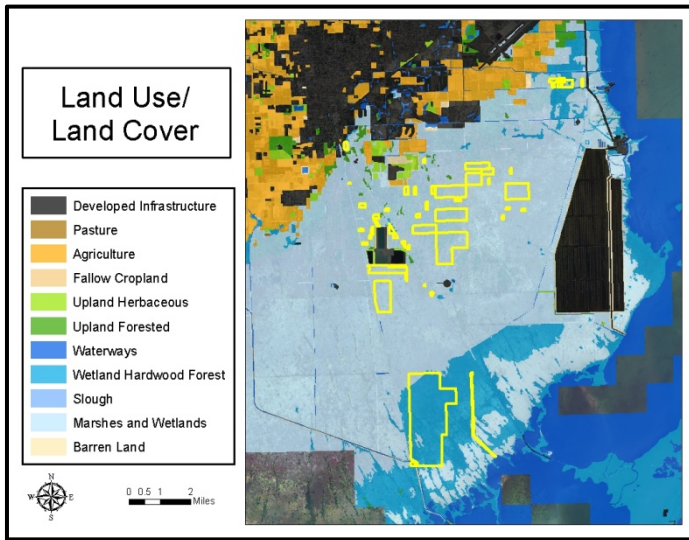 Land Use/
Land Cover
Developed Infrastructure
Pasture
Agriculture
Fallow Cropland
Upland Herbaceous
Upland Forested
Waterways
Wetland Hardwood Forest
Slough
Marshes and Wetlands
Barren Land
N
W E
S
0 0.5 1 2
Miles